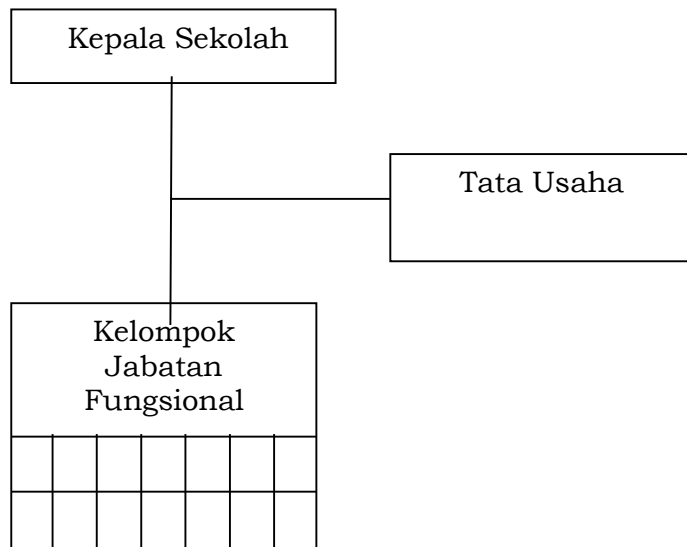 Kepala Sekolah
Tata Usaha
Kelompok
Jabatan
Fungsional